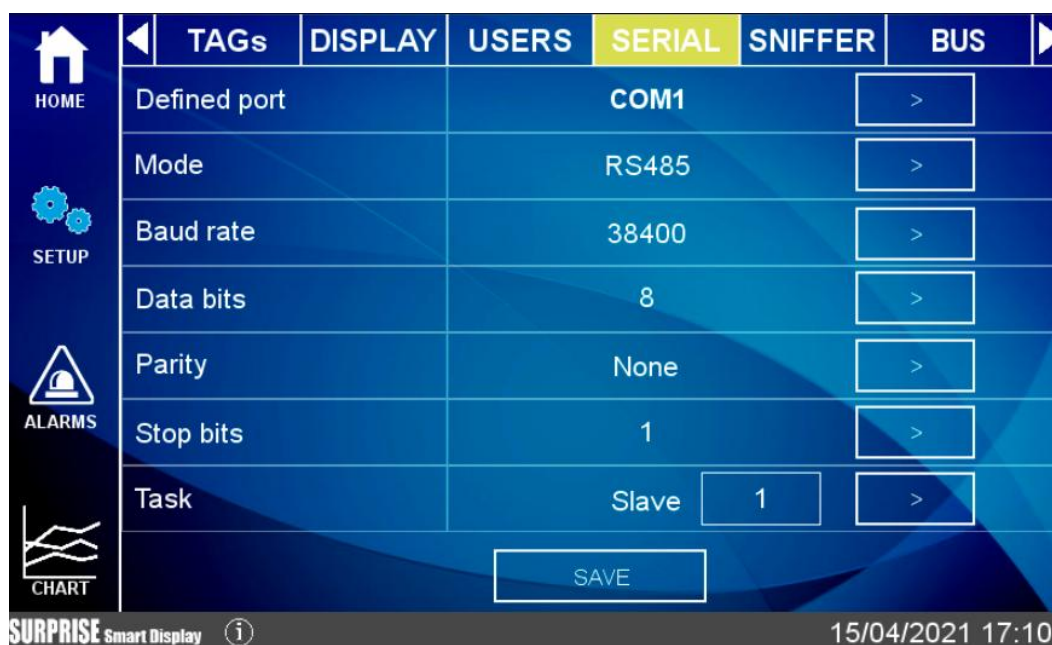 TAGs DISPLAY USERS SERIAL SNIFFER BUS
HOME
Defined port COM1 >
Mode RS485 >
SETUP
Baud rate 38400 >
Data bits 8 >
Parity None >
ALARMS
Stop bits 1 >
Task Slave 1 >
CHART
SAVE
SURPRISE Smart Display i 15/04/2021 17:10